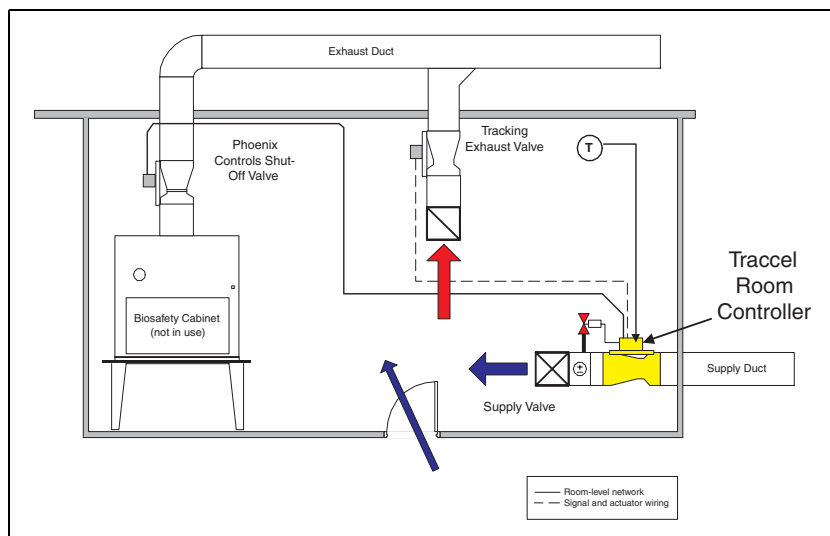 Exhaust Duct
Phoenix
Controls Shut-
Off Valve
Tracking
Exhaust Valve
T
Traccel
Room
Controller
Biosafety Cabinet
(not in use)
±
Supply Duct
Supply Valve
Room-level network
Signal and actuator wiring